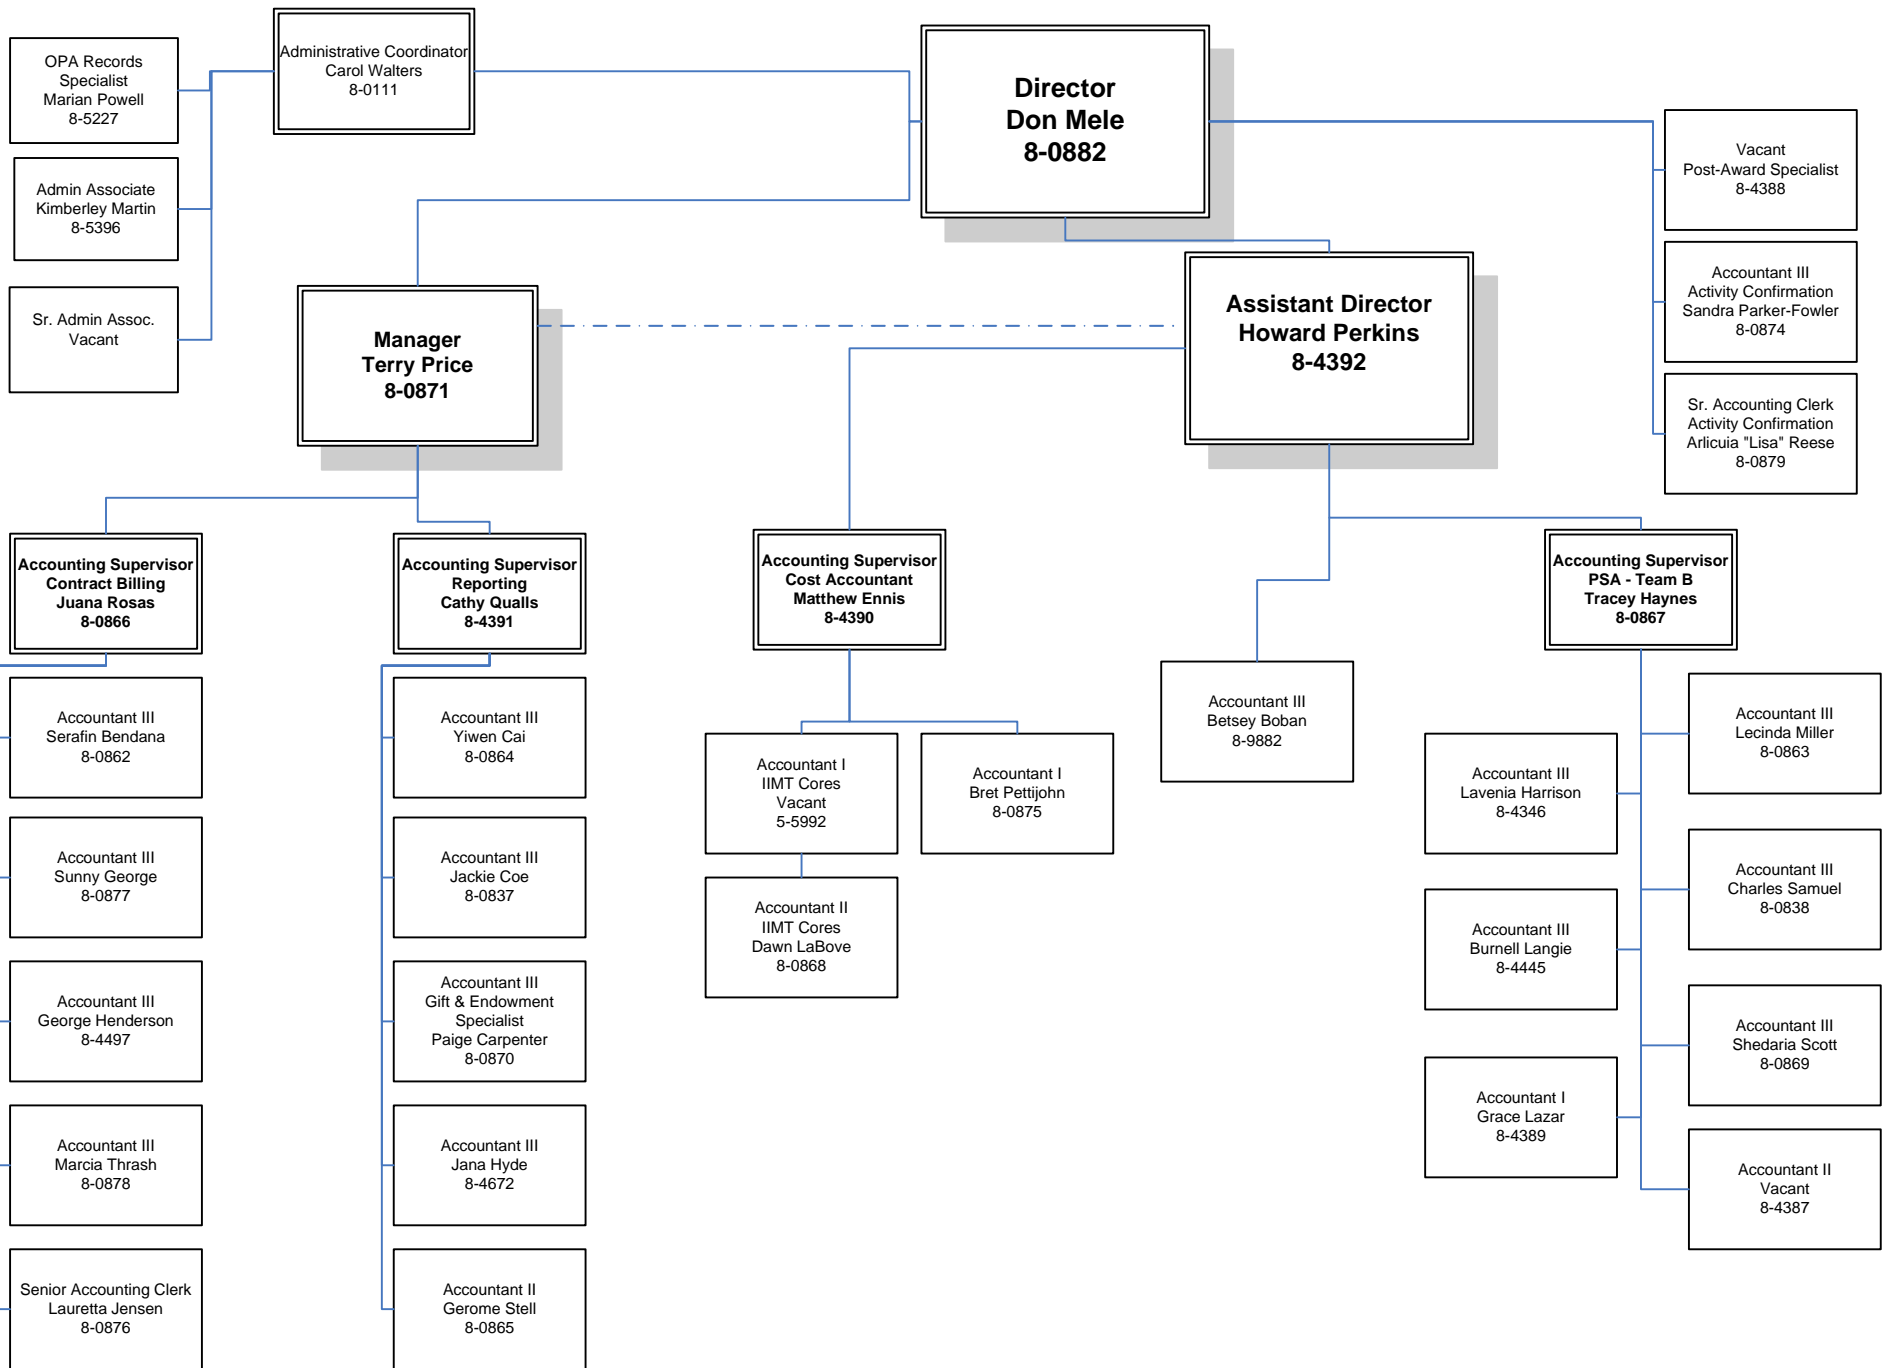 OPA Records
Specialist
Marian Powell
8-5227
Administrative Coordinator
Carol Walters
8-0111
Director
Don Mele
8-0882
Vacant
Post-Award Specialist
8-4388
Admin Associate
Kimberley Martin
8-5396
Accountant III
Activity Confirmation
Sandra Parker-Fowler
8-0874
Sr. Admin Assoc.
Vacant
Manager
Terry Price
8-0871
Assistant Director
Howard Perkins
8-4392
Sr. Accounting Clerk
Activity Confirmation
Arlicuia "Lisa" Reese
8-0879
Accounting Supervisor
Contract Billing
Juana Rosas
8-0866
Accounting Supervisor
Reporting
Cathy Qualls
8-4391
Accounting Supervisor
Cost Accountant
Matthew Ennis
8-4390
Accounting Supervisor
PSA - Team B
Tracey Haynes
8-0867
Accountant III
Serafin Bendana
8-0862
Accountant III
Sunny George
8-0877
Accountant III
George Henderson
8-4497
Accountant III
Marcia Thrash
8-0878
Senior Accounting Clerk
Lauretta Jensen
8-0876
Accountant III
Yiwen Cai
8-0864
Accountant III
Jackie Coe
8-0837
Accountant III
Gift & Endowment
Specialist
Paige Carpenter
8-0870
Accountant III
Jana Hyde
8-4672
Accountant II
Gerome Stell
8-0865
Accountant I
IIMT Cores
Vacant
5-5992
Accountant I
Bret Pettijohn
8-0875
Accountant II
IIMT Cores
Dawn LaBove
8-0868
Accountant III
Betsey Boban
8-9882
Accountant III
Lavenia Harrison
8-4346
Accountant III
Burnell Langie
8-4445
Accountant I
Grace Lazar
8-4389
Accountant III
Lecinda Miller
8-0863
Accountant III
Charles Samuel
8-0838
Accountant III
Shedaria Scott
8-0869
Accountant II
Vacant
8-4387